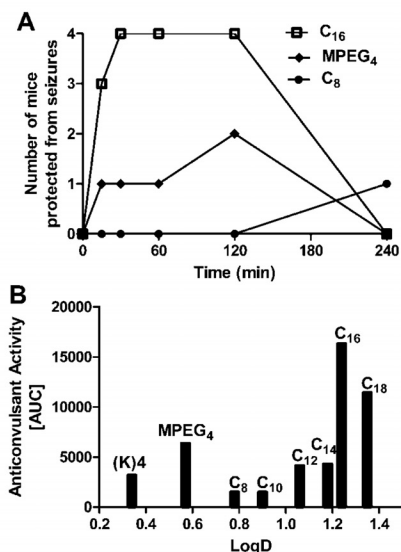 A
C16
MPEG4
C8
Number of mice
protected from seizures
4
3
2
1
0
0 60 120 180 240
Time (min)
B
Anticonvulsant Activity
[AUC]
20000
15000
10000
5000
0
(K)4
MPEG4
C8
C10
C12
C14
C16
C18
0.2 0.4 0.6 0.8 1.0 1.2 1.4
LogD